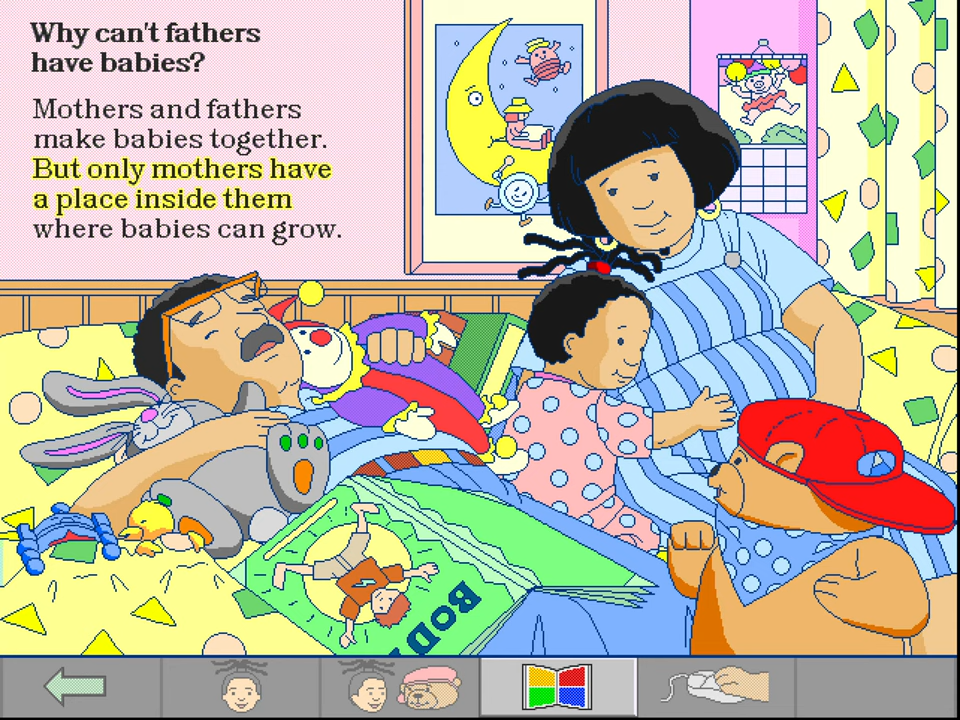 Why can't fathers
have babies?
Mothers and fathers
make babies together.
But only mothers have
a place inside them
where babies can grow.
BOD